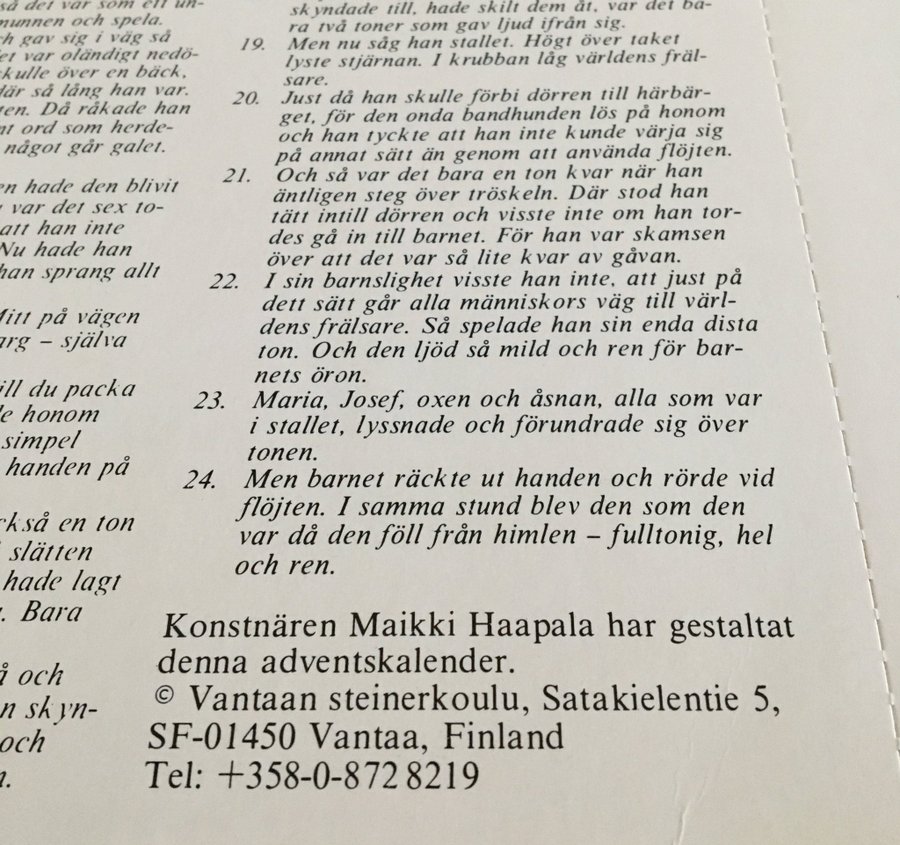 så det var som ett un-
munnen och spela.
ch gav sig i väg så
et var oländigt nedö-
skulle över en bäck,
där så lång han var.
ten. Då råkade han
nt ord som herde-
något går galet.
en hade den blivit
var det sex to-
att han inte
Nu hade han
han sprang allt
Mitt på vägen
arg – själva
ill du packa
de honom
simpel
handen på
ckså en ton
slätten
hade lagt
. Bara
å och
n skyn-
och
n.
skyndade till, hade skilt dem åt, var det ba-
ra två toner som gav ljud ifrån sig.
19. Men nu såg han stallet. Högt över taket
lyste stjärnan. I krubban låg världens fräl-
sare.
20. Just då han skulle förbi dörren till härbär-
get, för den onda bandhunden lös på honom
och han tyckte att han inte kunde värja sig
på annat sätt än genom att använda flöjten.
21. Och så var det bara en ton kvar när han
äntligen steg över tröskeln. Där stod han
tätt intill dörren och visste inte om han tor-
des gå in till barnet. För han var skamsen
över att det var så lite kvar av gåvan.
22. I sin barnslighet visste han inte, att just på
dett sätt går alla människors väg till värl-
dens frälsare. Så spelade han sin enda dista
ton. Och den ljöd så mild och ren för bar-
nets öron.
23. Maria, Josef, oxen och åsnan, alla som var
i stallet, lyssnade och förundrade sig över
tonen.
24. Men barnet räckte ut handen och rörde vid
flöjten. I samma stund blev den som den
var då den föll från himlen – fulltonig, hel
och ren.
Konstnären Maikki Haapala har gestaltat
denna adventskalender.
© Vantaan steinerkoulu, Satakielentie 5,
SF-01450 Vantaa, Finland
Tel: +358-0-872 8219